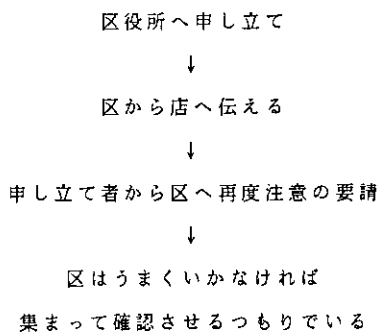 区役所へ申し立て
↓
区から店へ伝える
↓
申し立て者から区へ再度注意の要請
↓
区はうまくいかなければ
集まって確認させるつもりでいる